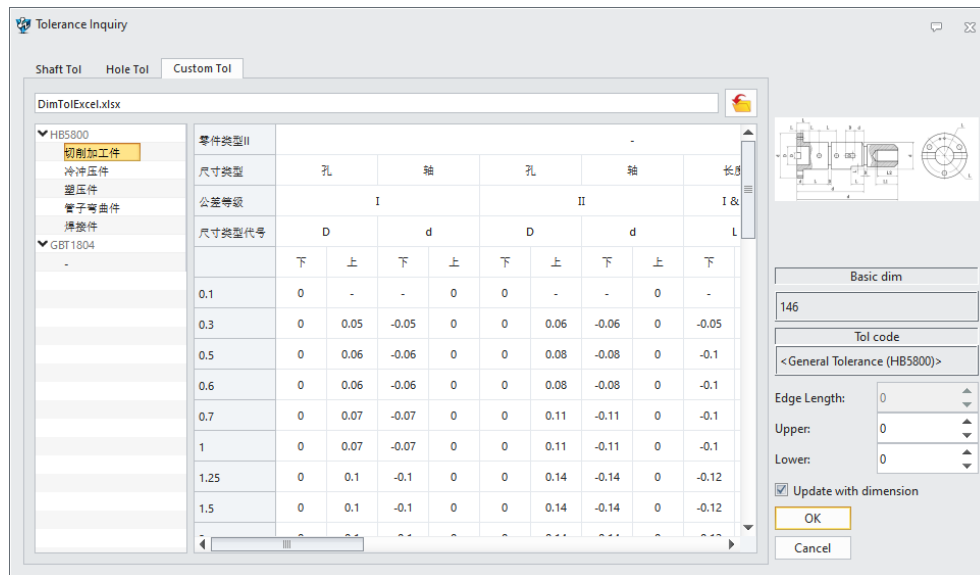 Tolerance Inquiry
Shaft Tol Hole Tol Custom Tol
DimTolExcel.xlsx
HB5800
切削加工件
冷冲压件
塑压件
管子弯曲件
焊接件
GBT1804
-
零件类型II -
尺寸类型 孔 轴 孔 轴 长度
公差等级 I II I &
尺寸类型代号 D d D d L
下 上 下 上 下 上 下 上 下
0.1 0 - - 0 0 - - 0 -
0.3 0 0.05 -0.05 0 0 0.06 -0.06 0 -0.05
0.5 0 0.06 -0.06 0 0 0.08 -0.08 0 -0.1
0.6 0 0.06 -0.06 0 0 0.08 -0.08 0 -0.1
0.7 0 0.07 -0.07 0 0 0.11 -0.11 0 -0.1
1 0 0.07 -0.07 0 0 0.11 -0.11 0 -0.1
1.25 0 0.1 -0.1 0 0 0.14 -0.14 0 -0.12
1.5 0 0.1 -0.1 0 0 0.14 -0.14 0 -0.12
Basic dim
146
Tol code
<General Tolerance (HB5800)>
Edge Length: 0
Upper: 0
Lower: 0
Update with dimension
OK
Cancel